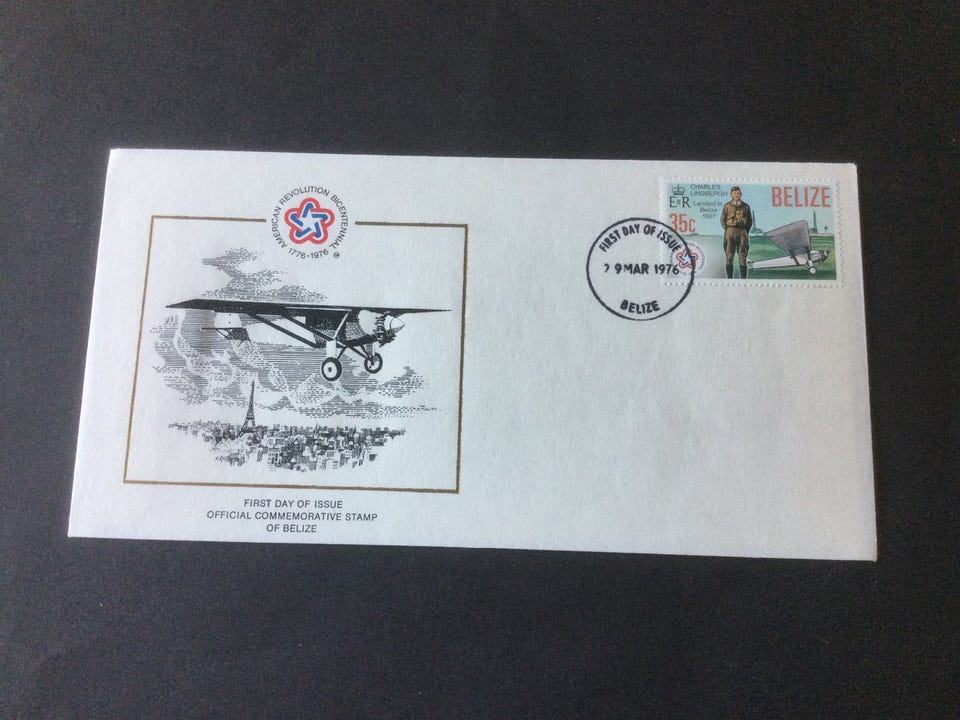 AMERICAN REVOLUTION BICENTENNIAL
1776-1976
FIRST DAY OF ISSUE
OFFICIAL COMMEMORATIVE STAMP
OF BELIZE
CHARLES
LINDBERGH
BELIZE
EIIR
Landed in
Belize
1927
35c
FIRST DAY OF ISSUE
29 MAR 1976
BELIZE